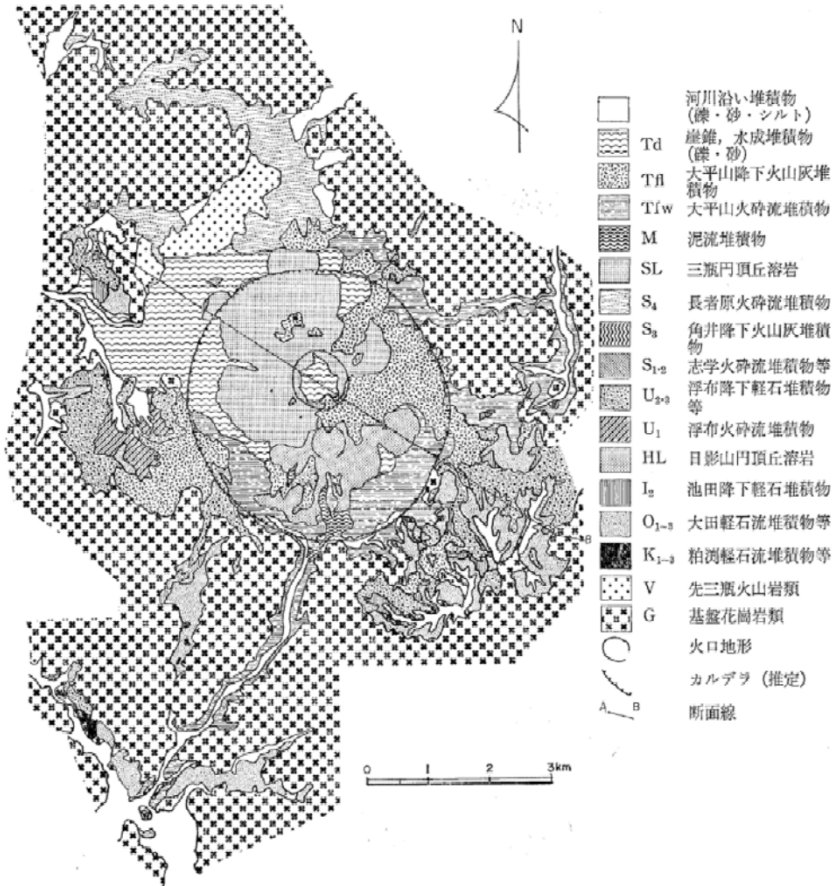 N
河川沿い堆積物
(礫・砂・シルト)
Td 崖錐，水成堆積物
(礫・砂)
Tfl 大平山降下火山灰堆
積物
Tfw 大平山火砕流堆積物
M 泥流堆積物
SL 三瓶円頂丘溶岩
S4 長者原火砕流堆積物
S3 角井降下火山灰堆積
物
S1·2 志学火砕流堆積物等
U2·3 浮布降下軽石堆積物
等
U1 浮布火砕流堆積物
HL 日影山円頂丘溶岩
I2 池田降下軽石堆積物
O1~3 大田軽石流堆積物等
K1~3 粕渕軽石流堆積物等
V 先三瓶火山岩類
G 基盤花崗岩類
火口地形
カルデラ (推定)
A B 断面線
B
0 1 2 3km